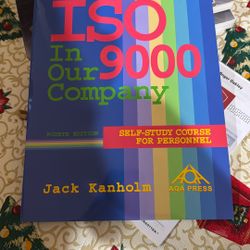 ISO
In 9000
Our
Company
FOURTH EDITION
SELF-STUDY COURSE
FOR PERSONNEL
Jack Kanholm
AQA PRESS